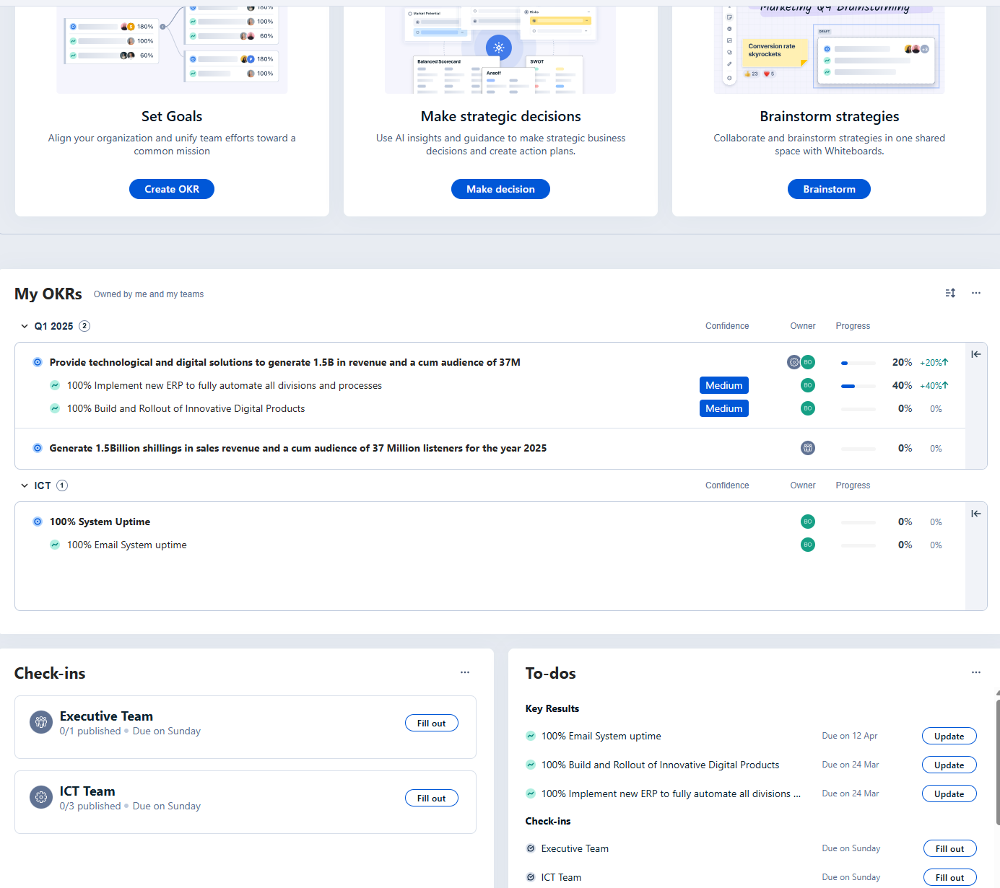 180%
180%
100%
100%
60%
60%
180%
100%
Market Potential
Risks
Balanced Scorecard
Ansoff
SWOT
Marketing Q4 Brainstorming
DRAFT
Conversion rate
skyrockets
23
5
+3
Set Goals
Align your organization and unify team efforts toward a
common mission
Create OKR
Make strategic decisions
Use AI insights and guidance to make strategic business
decisions and create action plans.
Make decision
Brainstorm strategies
Collaborate and brainstorm strategies in one shared
space with Whiteboards.
Brainstorm
My OKRs Owned by me and my teams
Q1 2025 2 Confidence Owner Progress
Provide technological and digital solutions to generate 1.5B in revenue and a cum audience of 37M BO 20% +20%
100% Implement new ERP to fully automate all divisions and processes Medium BO 40% +40%
100% Build and Rollout of Innovative Digital Products Medium BO 0% 0%
Generate 1.5Billion shillings in sales revenue and a cum audience of 37 Million listeners for the year 2025 0% 0%
ICT 1 Confidence Owner Progress
100% System Uptime BO 0% 0%
100% Email System uptime BO 0% 0%
Check-ins
Executive Team
0/1 published • Due on Sunday
Fill out
ICT Team
0/3 published • Due on Sunday
Fill out
To-dos
Key Results
100% Email System uptime Due on 12 Apr Update
100% Build and Rollout of Innovative Digital Products Due on 24 Mar Update
100% Implement new ERP to fully automate all divisions ... Due on 24 Mar Update
Check-ins
Executive Team Due on Sunday Fill out
ICT Team Due on Sunday Fill out